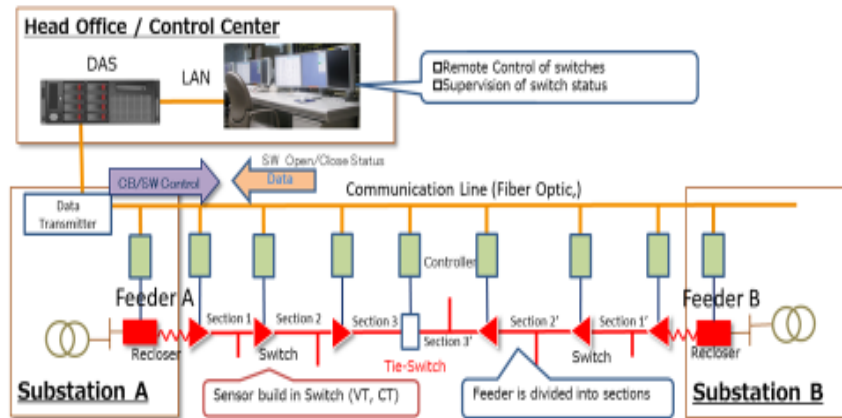 Head Office / Control Center
DAS
LAN
❑Remote Control of switches
❑Supervision of switch status
SW Open/Close Status
CB/SW Control
Data
Communication Line (Fiber Optic,)
Data
Transmitter
Controller
Feeder A
Feeder B
Section 1
Section 2
Section 3
Section 2'
Section 1'
Section 3'
Recloser
Switch
Tie-Switch
Switch
Recloser
Substation A
Sensor build in Switch (VT, CT)
Feeder is divided into sections
Substation B